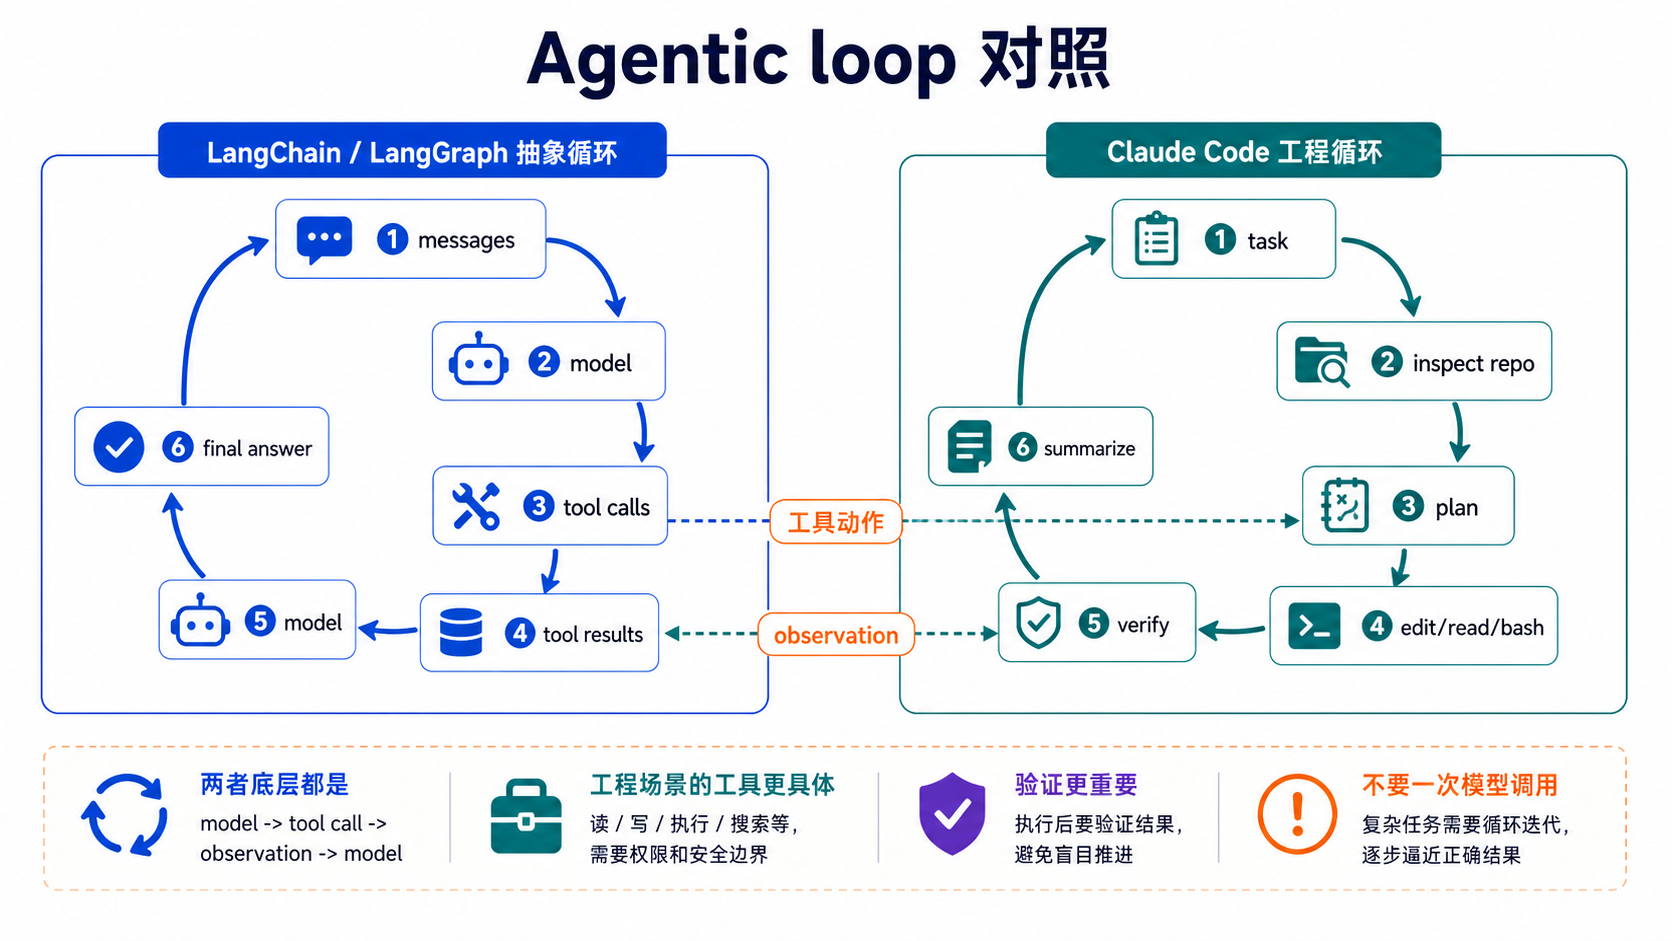 Agentic loop 对照
LangChain / LangGraph 抽象循环
1 messages
2 model
3 tool calls
4 tool results
5 model
6 final answer
工具动作
observation
Claude Code 工程循环
1 task
2 inspect repo
3 plan
4 edit/read/bash
5 verify
6 summarize
两者底层都是
model -> tool call ->
observation -> model
工程场景的工具更具体
读 / 写 / 执行 / 搜索等，
需要权限和安全边界
验证更重要
执行后要验证结果，
避免盲目推进
不要一次模型调用
复杂任务需要循环迭代，
逐步逼近正确结果